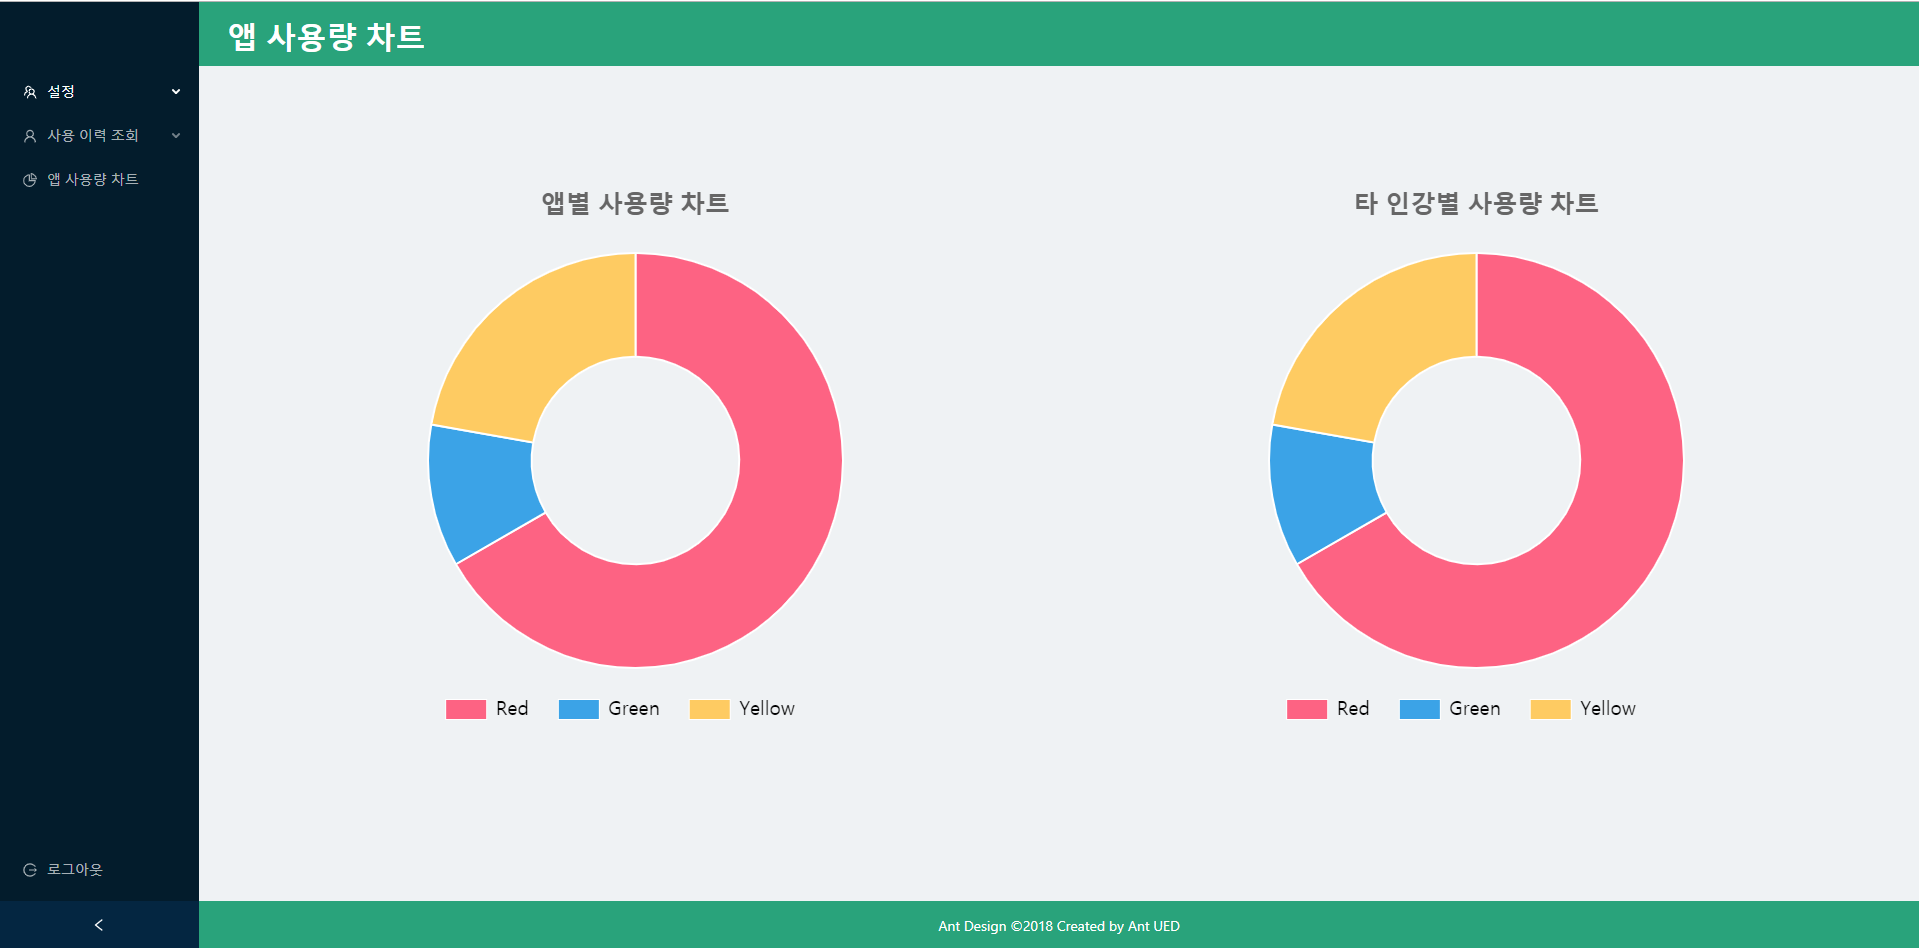 앱 사용량 차트
설정
사용 이력 조회
앱 사용량 차트
로그아웃
앱별 사용량 차트
Red Green Yellow
타 인강별 사용량 차트
Red Green Yellow
Ant Design ©2018 Created by Ant UED